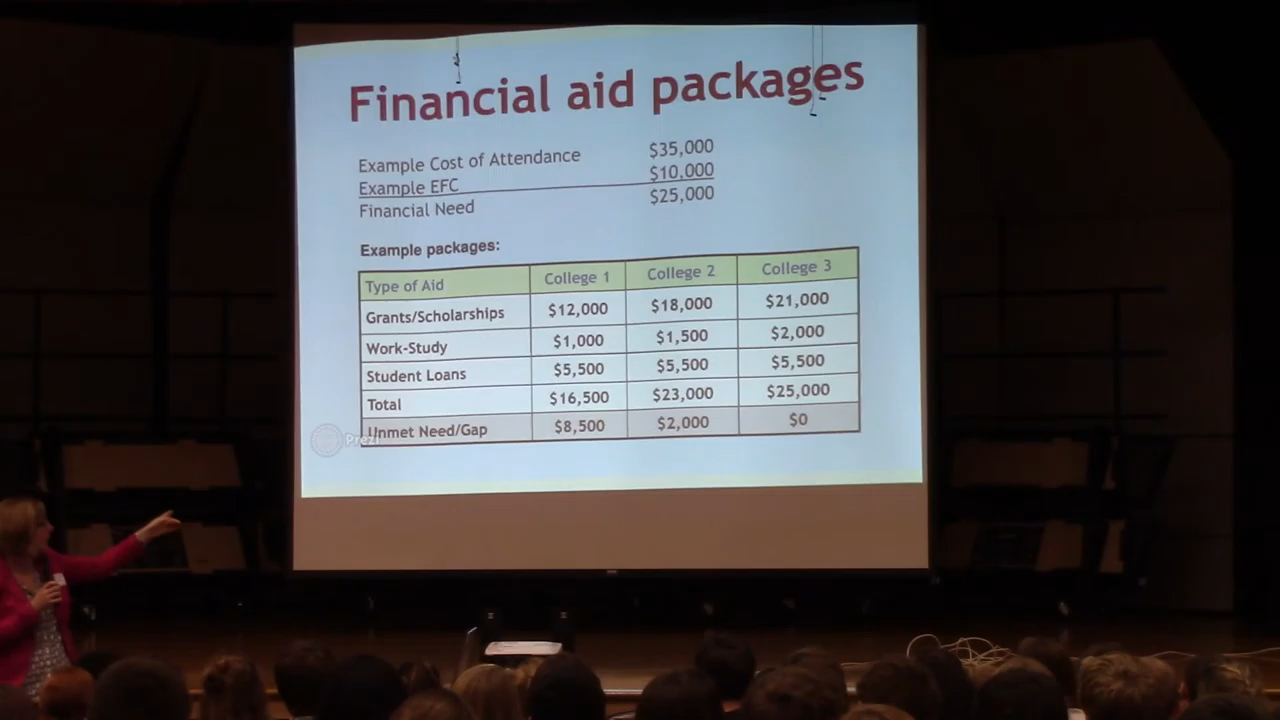 Financial aid packages
Example Cost of Attendance $35,000
Example EFC $10,000
Financial Need $25,000
Example packages:
Type of Aid College 1 College 2 College 3
Grants/Scholarships $12,000 $18,000 $21,000
Work-Study $1,000 $1,500 $2,000
Student Loans $5,500 $5,500 $5,500
Total $16,500 $23,000 $25,000
Unmet Need/Gap $8,500 $2,000 $0
Prezi